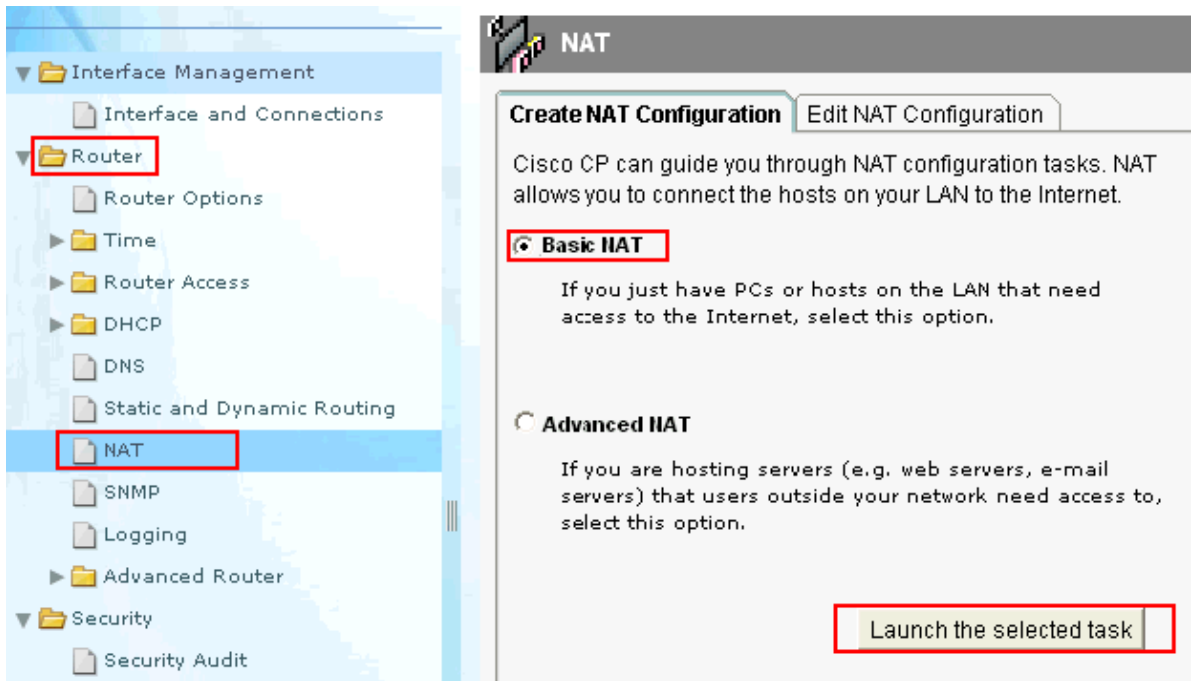 Interface Management
Interface and Connections
Router
Router Options
Time
Router Access
DHCP
DNS
Static and Dynamic Routing
NAT
SNMP
Logging
Advanced Router
Security
Security Audit
NAT
Create NAT Configuration
Edit NAT Configuration
Cisco CP can guide you through NAT configuration tasks. NAT
allows you to connect the hosts on your LAN to the Internet.
Basic NAT
If you just have PCs or hosts on the LAN that need
access to the Internet, select this option.
Advanced NAT
If you are hosting servers (e.g. web servers, e-mail
servers) that users outside your network need access to,
select this option.
Launch the selected task